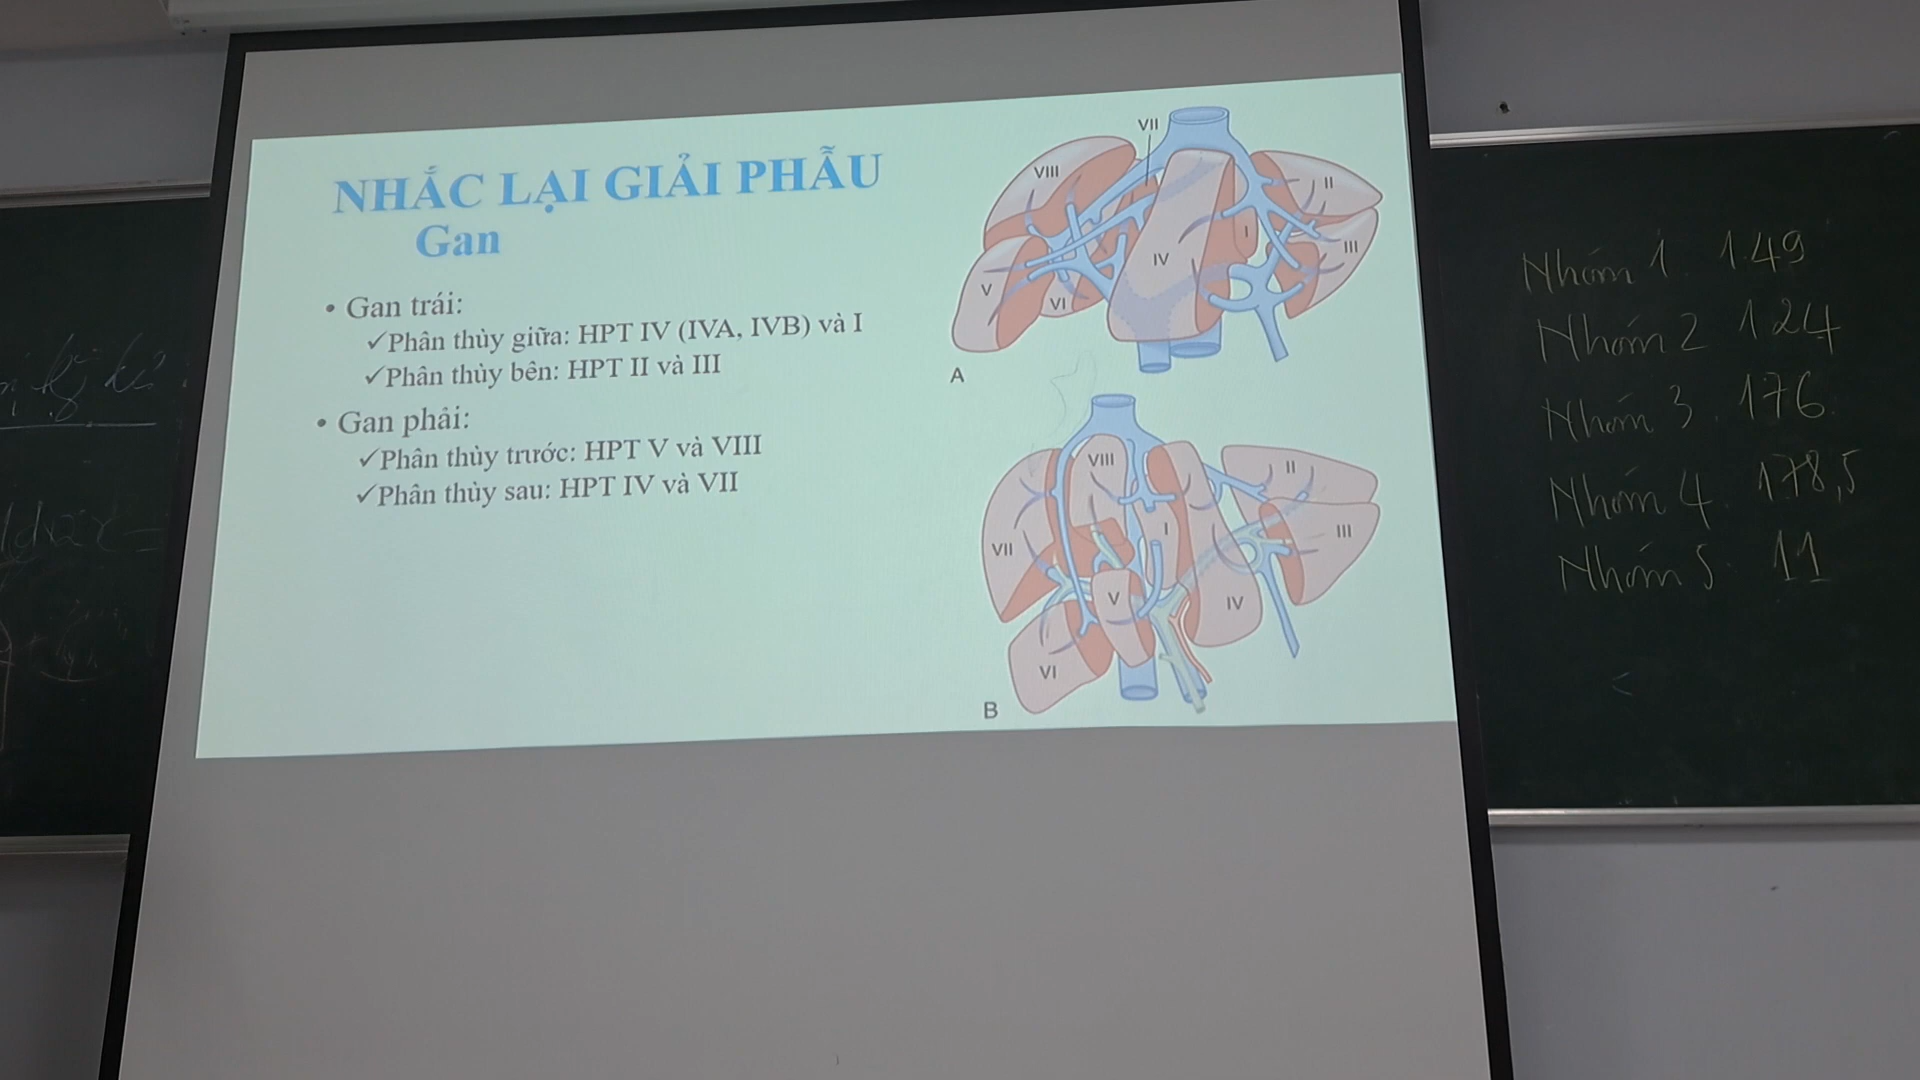 NHẮC LẠI GIẢI PHẪU
Gan
• Gan trái:
✓Phân thùy giữa: HPT IV (IVA, IVB) và I
✓Phân thùy bên: HPT II và III
• Gan phải:
✓Phân thùy trước: HPT V và VIII
✓Phân thùy sau: HPT IV và VII
VII
VIII
II
I
III
IV
V
VI
A
VIII
II
I
III
VII
V
IV
VI
B
Nhóm 1. 149
Nhóm 2 124
Nhóm 3. 176.
Nhóm 4. 178,5
Nhóm 5. 11